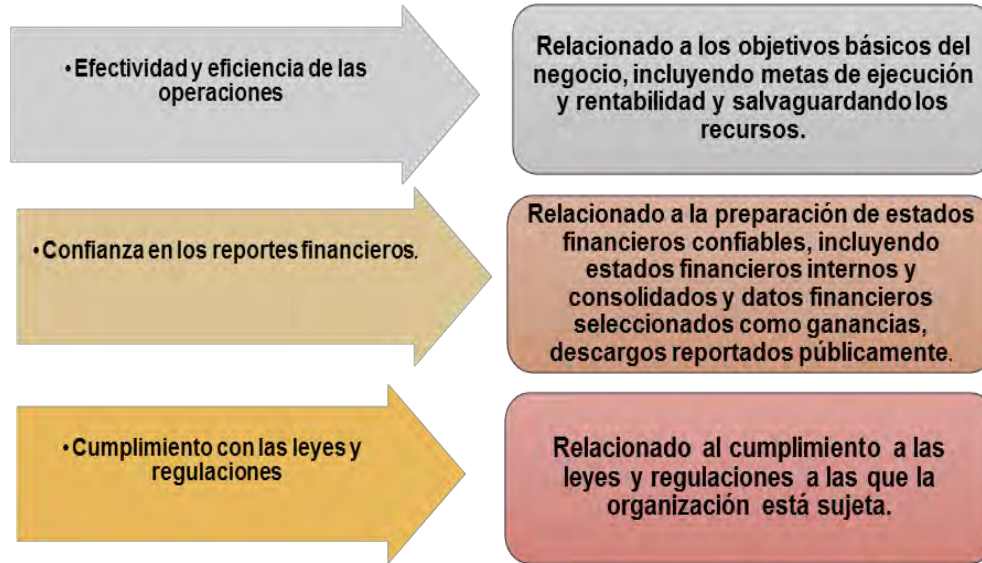 • Efectividad y eficiencia de las
operaciones
Relacionado a los objetivos básicos del
negocio, incluyendo metas de ejecución
y rentabilidad y salvaguardando los
recursos.
• Confianza en los reportes financieros.
Relacionado a la preparación de estados
financieros confiables, incluyendo
estados financieros internos y
consolidados y datos financieros
seleccionados como ganancias,
descargos reportados públicamente.
• Cumplimiento con las leyes y
regulaciones
Relacionado al cumplimiento a las
leyes y regulaciones a las que la
organización está sujeta.